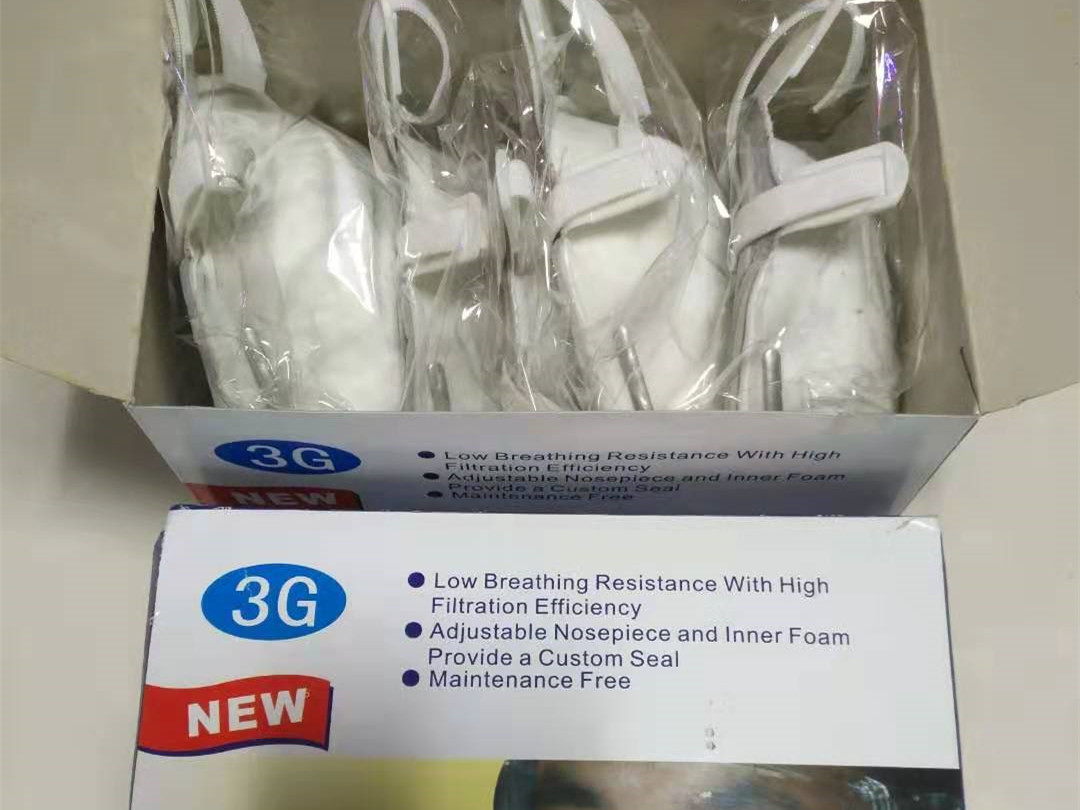 3G
NEW
● Low Breathing Resistance With High
Filtration Efficiency
● Adjustable Nosepiece and Inner Foam
Provide a Custom Seal
● Maintenance Free
3G
NEW
● Low Breathing Resistance With High
Filtration Efficiency
● Adjustable Nosepiece and Inner Foam
Provide a Custom Seal
● Maintenance Free